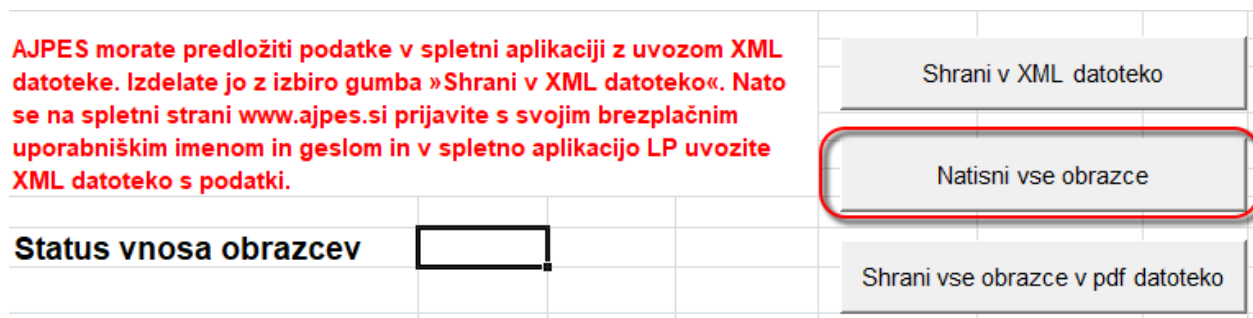 AJPES morate predložiti podatke v spletni aplikaciji z uvozom XML
datoteke. Izdelate jo z izbiro gumba »Shrani v XML datoteko«. Nato
se na spletni strani www.ajpes.si prijavite s svojim brezplačnim
uporabniškim imenom in geslom in v spletno aplikacijo LP uvozite
XML datoteko s podatki.
Shrani v XML datoteko
Natisni vse obrazce
Status vnosa obrazcev
Shrani vse obrazce v pdf datoteko